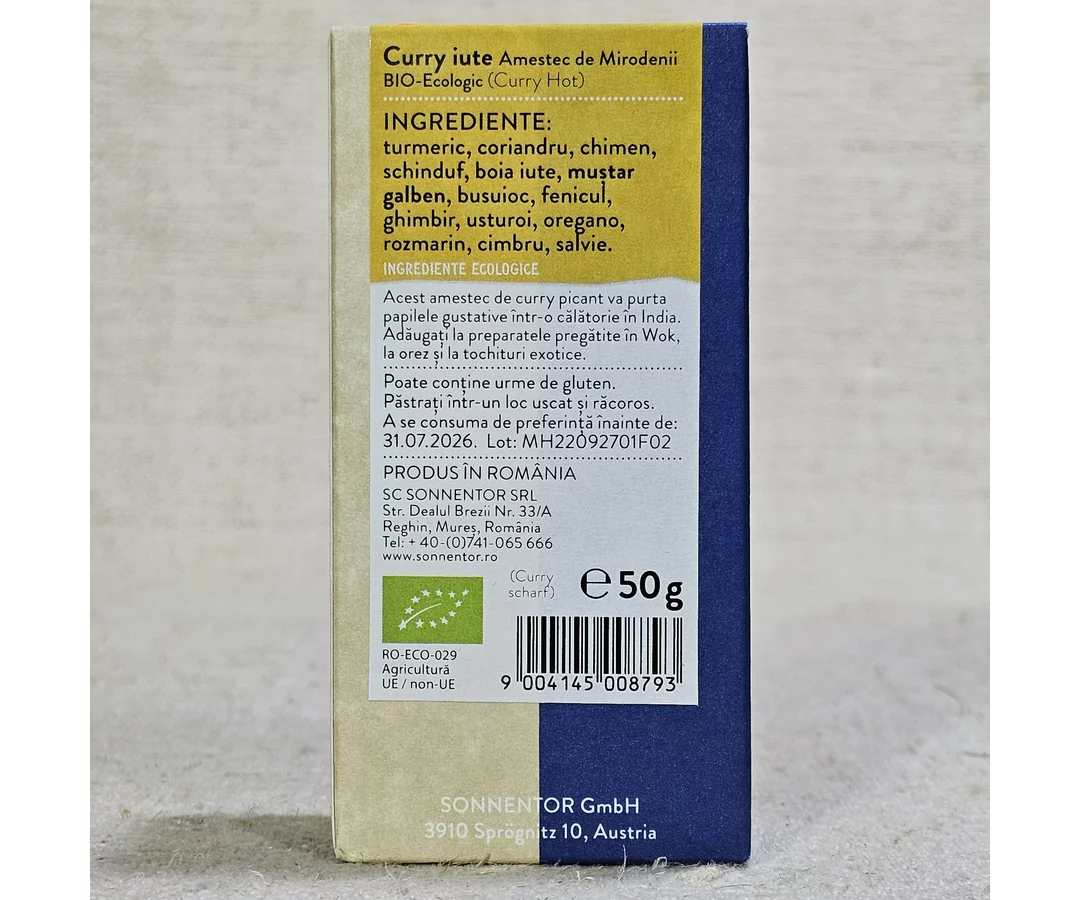 Curry iute Amestec de Mirodenii
BIO-Ecologic (Curry Hot)
INGREDIENTE:
turmeric, coriandru, chimen,
schinduf, boia iute, muștar
galben, busuioc, fenicul,
ghimbir, usturoi, oregano,
rozmarin, cimbru, salvie.
INGREDIENTE ECOLOGICE
Acest amestec de curry picant va purta
papilele gustative într-o călătorie în India.
Adăugați la preparatele pregătite în Wok,
la orez și la tochituri exotice.
Poate conține urme de gluten.
Păstrați într-un loc uscat și răcoros.
A se consuma de preferință înainte de:
31.07.2026. Lot: MH22092701F02
PRODUS ÎN ROMÂNIA
SC SONNENTOR SRL
Str. Dealul Brezii Nr. 33/A
Reghin, Mureș, România
Tel: + 40-(0)741-065 666
www.sonnentor.ro
(Curry
scharf)
℮ 50 g
RO-ECO-029
Agricultură
UE / non-UE
9 004145 008793
SONNENTOR GmbH
3910 Sprögnitz 10, Austria